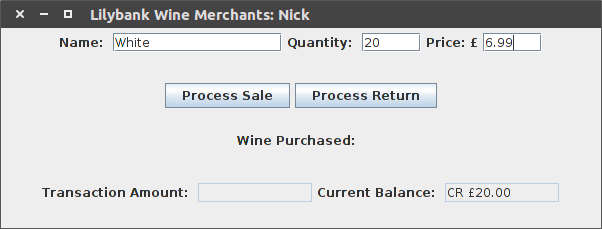 Lilybank Wine Merchants: Nick
Name: White Quantity: 20 Price: £ 6.99
Process Sale Process Return
Wine Purchased:
Transaction Amount: Current Balance: CR £20.00